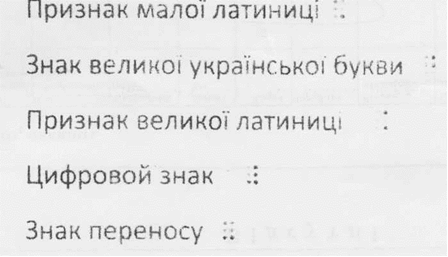 Признак малої латиниці
Знак великої української букви
Признак великої латиниці
Цифровой знак
Знак переносу